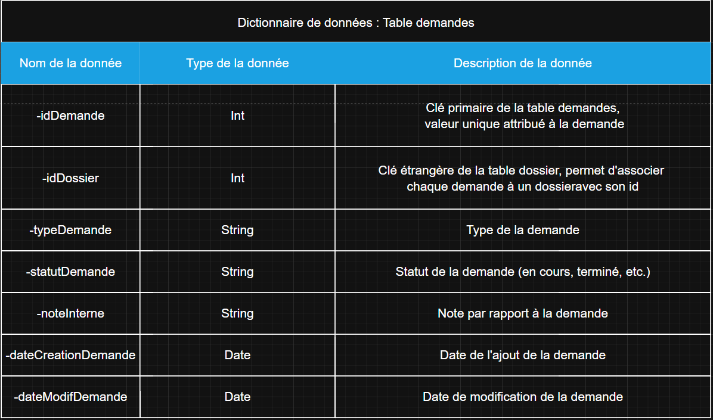 Dictionnaire de données : Table demandes
Nom de la donnée
Type de la donnée
Description de la donnée
-idDemande
Int
Clé primaire de la table demandes,
valeur unique attribué à la demande
-idDossier
Int
Clé étrangère de la table dossier, permet d'associer
chaque demande à un dossieravec son id
-typeDemande
String
Type de la demande
-statutDemande
String
Statut de la demande (en cours, terminé, etc.)
-noteInterne
String
Note par rapport à la demande
-dateCreationDemande
Date
Date de l'ajout de la demande
-dateModifDemande
Date
Date de modification de la demande